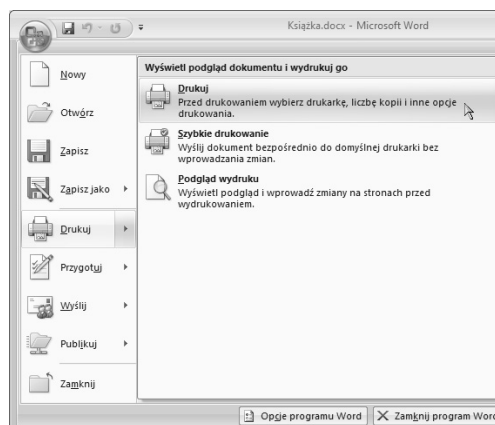 Książka.docx - Microsoft Word
Nowy
Otwórz
Zapisz
Zapisz jako
Drukuj
Przygotuj
Wyślij
Publikuj
Zamknij
Wyświetl podgląd dokumentu i wydrukuj go
Drukuj
Przed drukowaniem wybierz drukarkę, liczbę kopii i inne opcje
drukowania.
Szybkie drukowanie
Wyślij dokument bezpośrednio do domyślnej drukarki bez
wprowadzania zmian.
Podgląd wydruku
Wyświetl podgląd i wprowadź zmiany na stronach przed
wydrukowaniem.
Opcje programu Word
Zamknij program Word